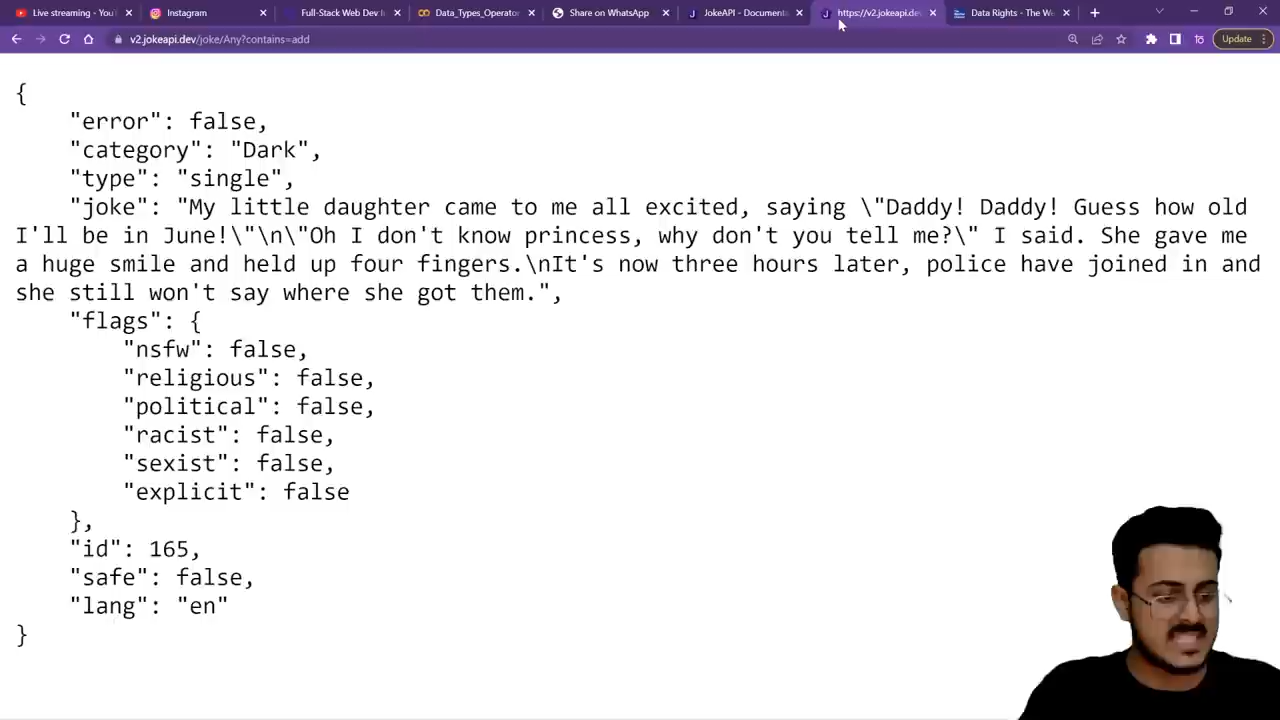 Live streaming - YouT
Instagram
Full-Stack Web Dev In
Data_Types_Operator
Share on WhatsApp
JokeAPI - Documenta
https://v2.jokeapi.dev
Data Rights - The We
v2.jokeapi.dev/joke/Any?contains=add
Update
{
"error": false,
"category": "Dark",
"type": "single",
"joke": "My little daughter came to me all excited, saying \"Daddy! Daddy! Guess how old
I'll be in June!\"\n\"Oh I don't know princess, why don't you tell me?\" I said. She gave me
a huge smile and held up four fingers.\nIt's now three hours later, police have joined in and
she still won't say where she got them.",
"flags": {
"nsfw": false,
"religious": false,
"political": false,
"racist": false,
"sexist": false,
"explicit": false
},
"id": 165,
"safe": false,
"lang": "en"
}